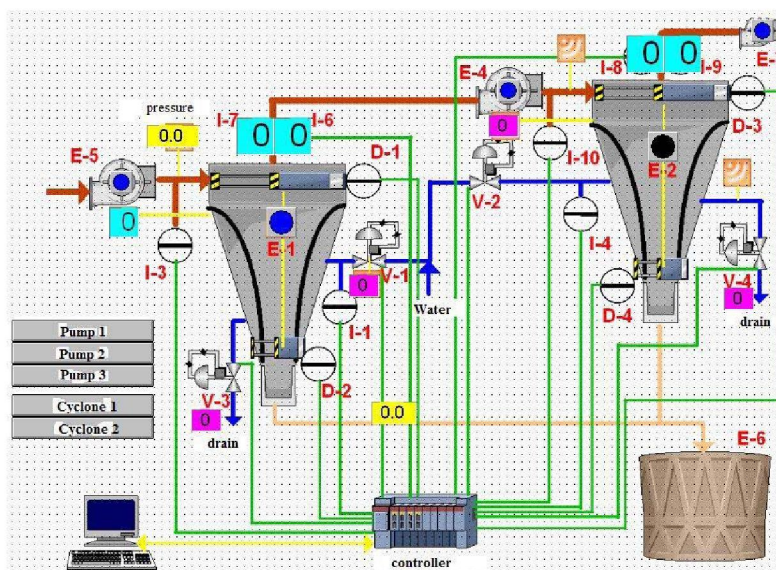 I-8
0
0
I-9
E-
E-4
pressure
0.0
I-7
0
0
I-6
0
D-3
E-5
D-1
I-10
E-2
0
V-2
I-3
E-1
I-4
V-1
0
V-4
0
Water
D-4
drain
I-1
Pump 1
Pump 2
Pump 3
D-2
V-3
0
0.0
Cyclone 1
Cyclone 2
drain
E-6
controller